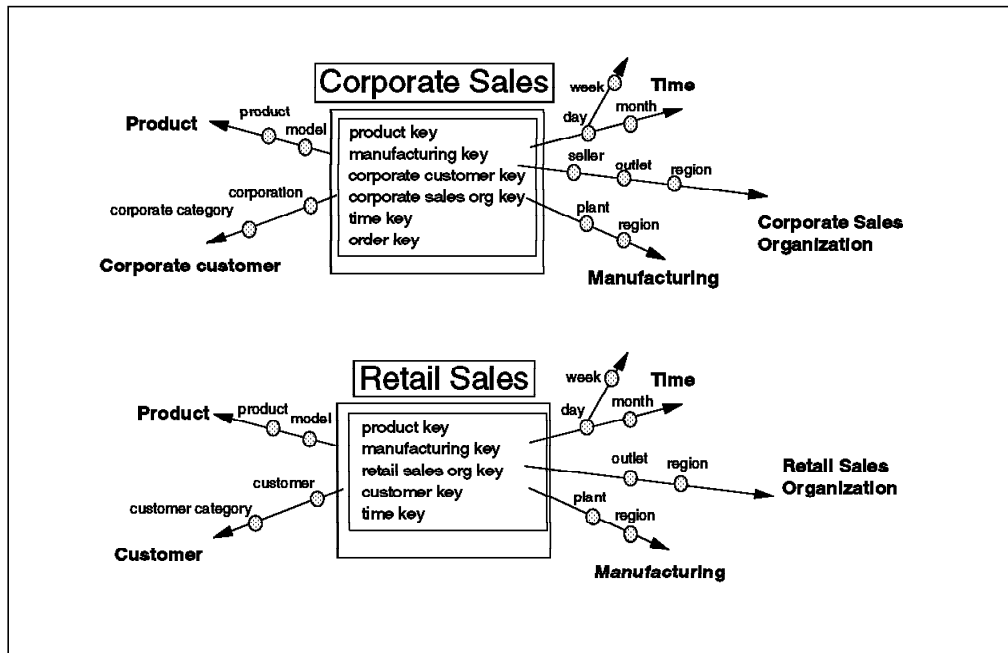 Corporate Sales
week
Time
product
Product
model
day
month
product key
manufacturing key
corporate customer key
corporate sales org key
time key
order key
seller
outlet
region
corporation
corporate category
plant
region
Corporate Sales
Organization
Corporate customer
Manufacturing
Retail Sales
week
Time
product
Product
model
day
month
product key
manufacturing key
retail sales org key
customer key
time key
outlet
region
Retail Sales
Organization
customer
customer category
plant
region
Customer
Manufacturing